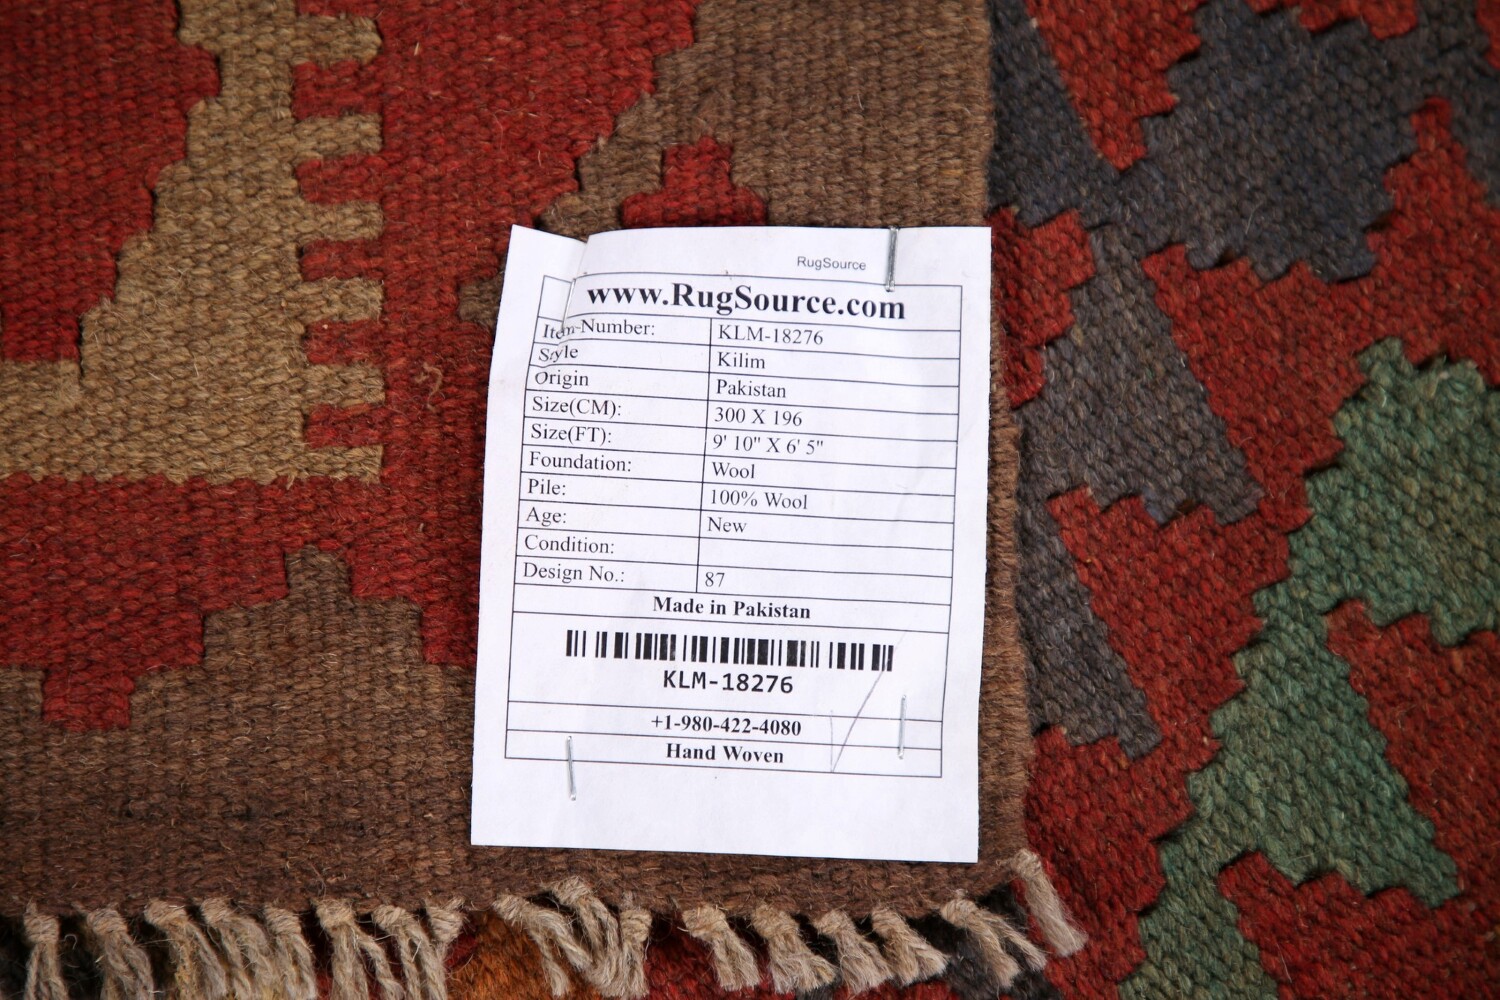 RugSource
www.RugSource.com
Item-Number: KLM-18276
Style Kilim
Origin Pakistan
Size(CM): 300 X 196
Size(FT): 9' 10" X 6' 5"
Foundation: Wool
Pile: 100% Wool
Age: New
Condition:
Design No.: 87
Made in Pakistan
KLM-18276
+1-980-422-4080
Hand Woven